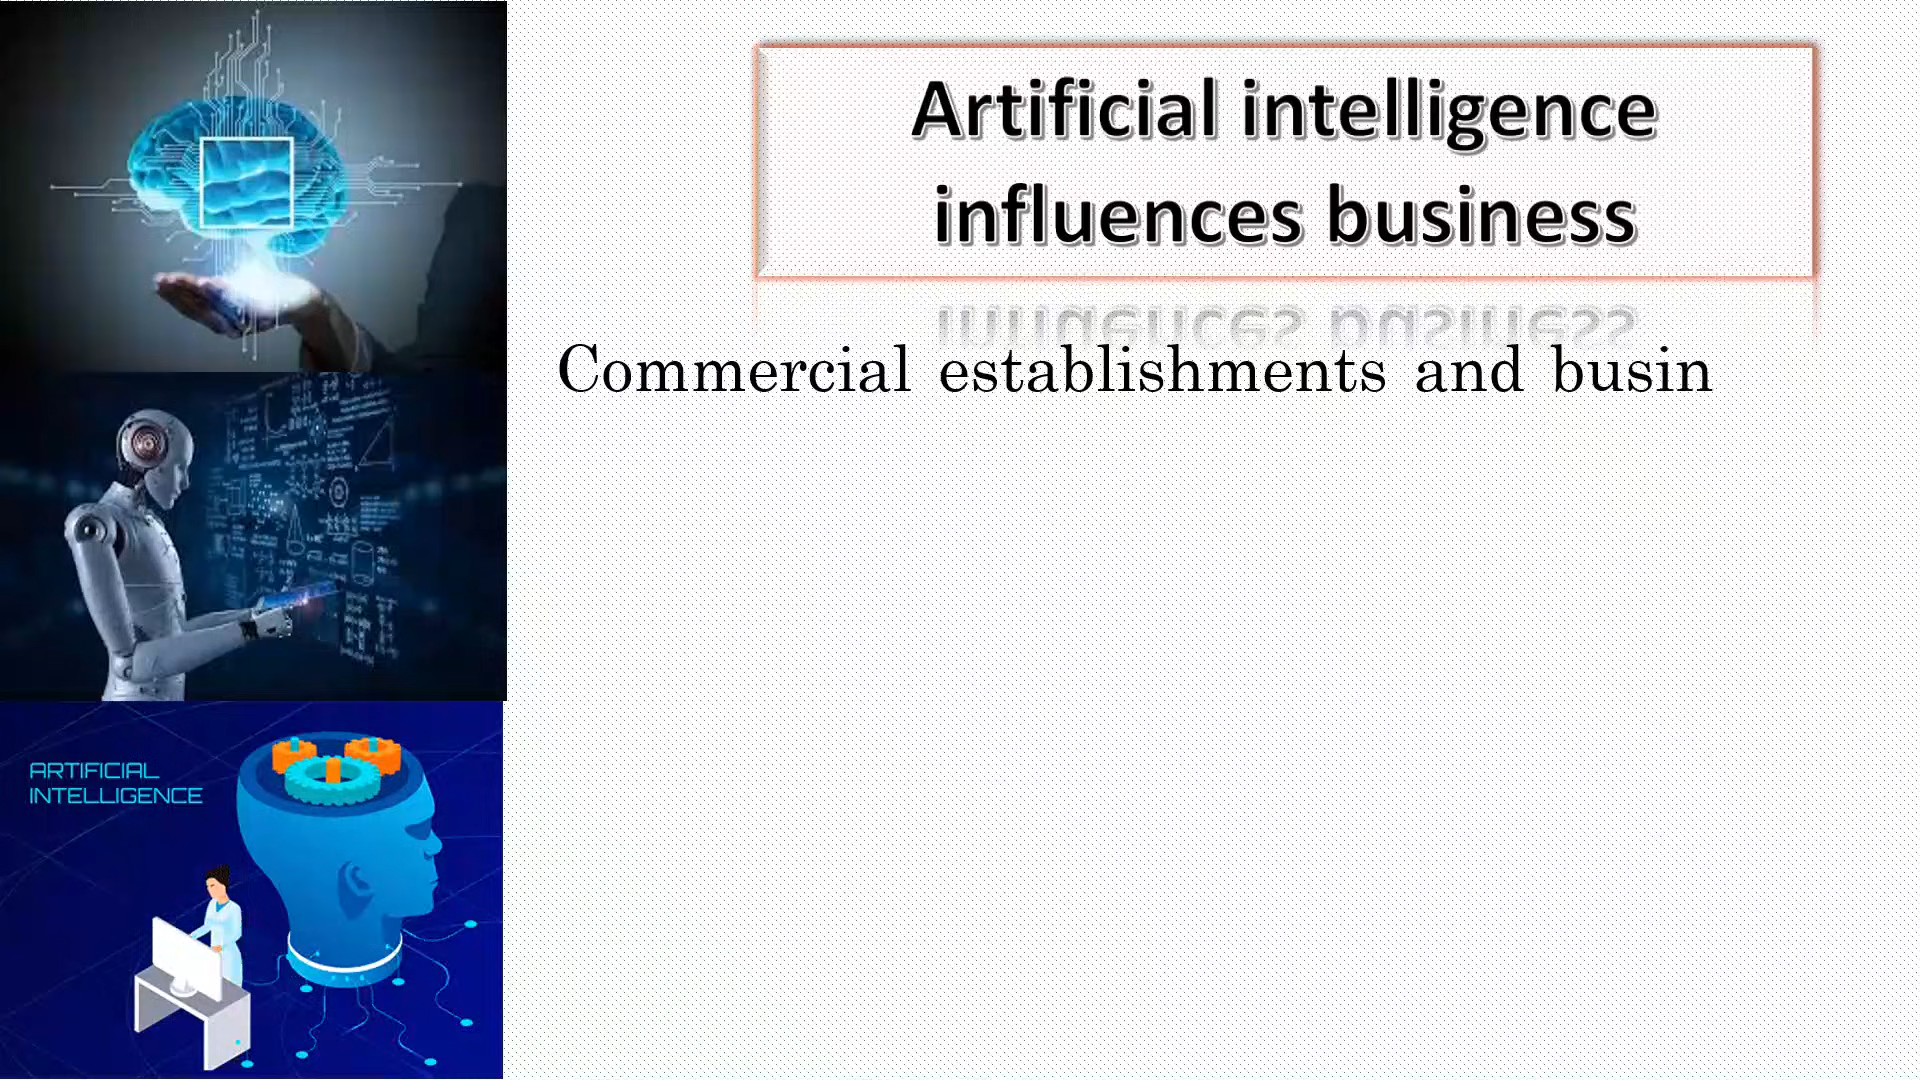 Artificial intelligence
influences business
Commercial establishments and busin
ARTIFICIAL
INTELLIGENCE